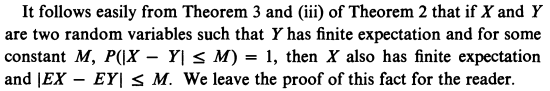 It follows easily from Theorem 3 and (iii) of Theorem 2 that if X and Y
are two random variables such that Y has finite expectation and for some
constant M, P(|X − Y| ≤ M) = 1, then X also has finite expectation
and |EX − EY| ≤ M. We leave the proof of this fact for the reader.